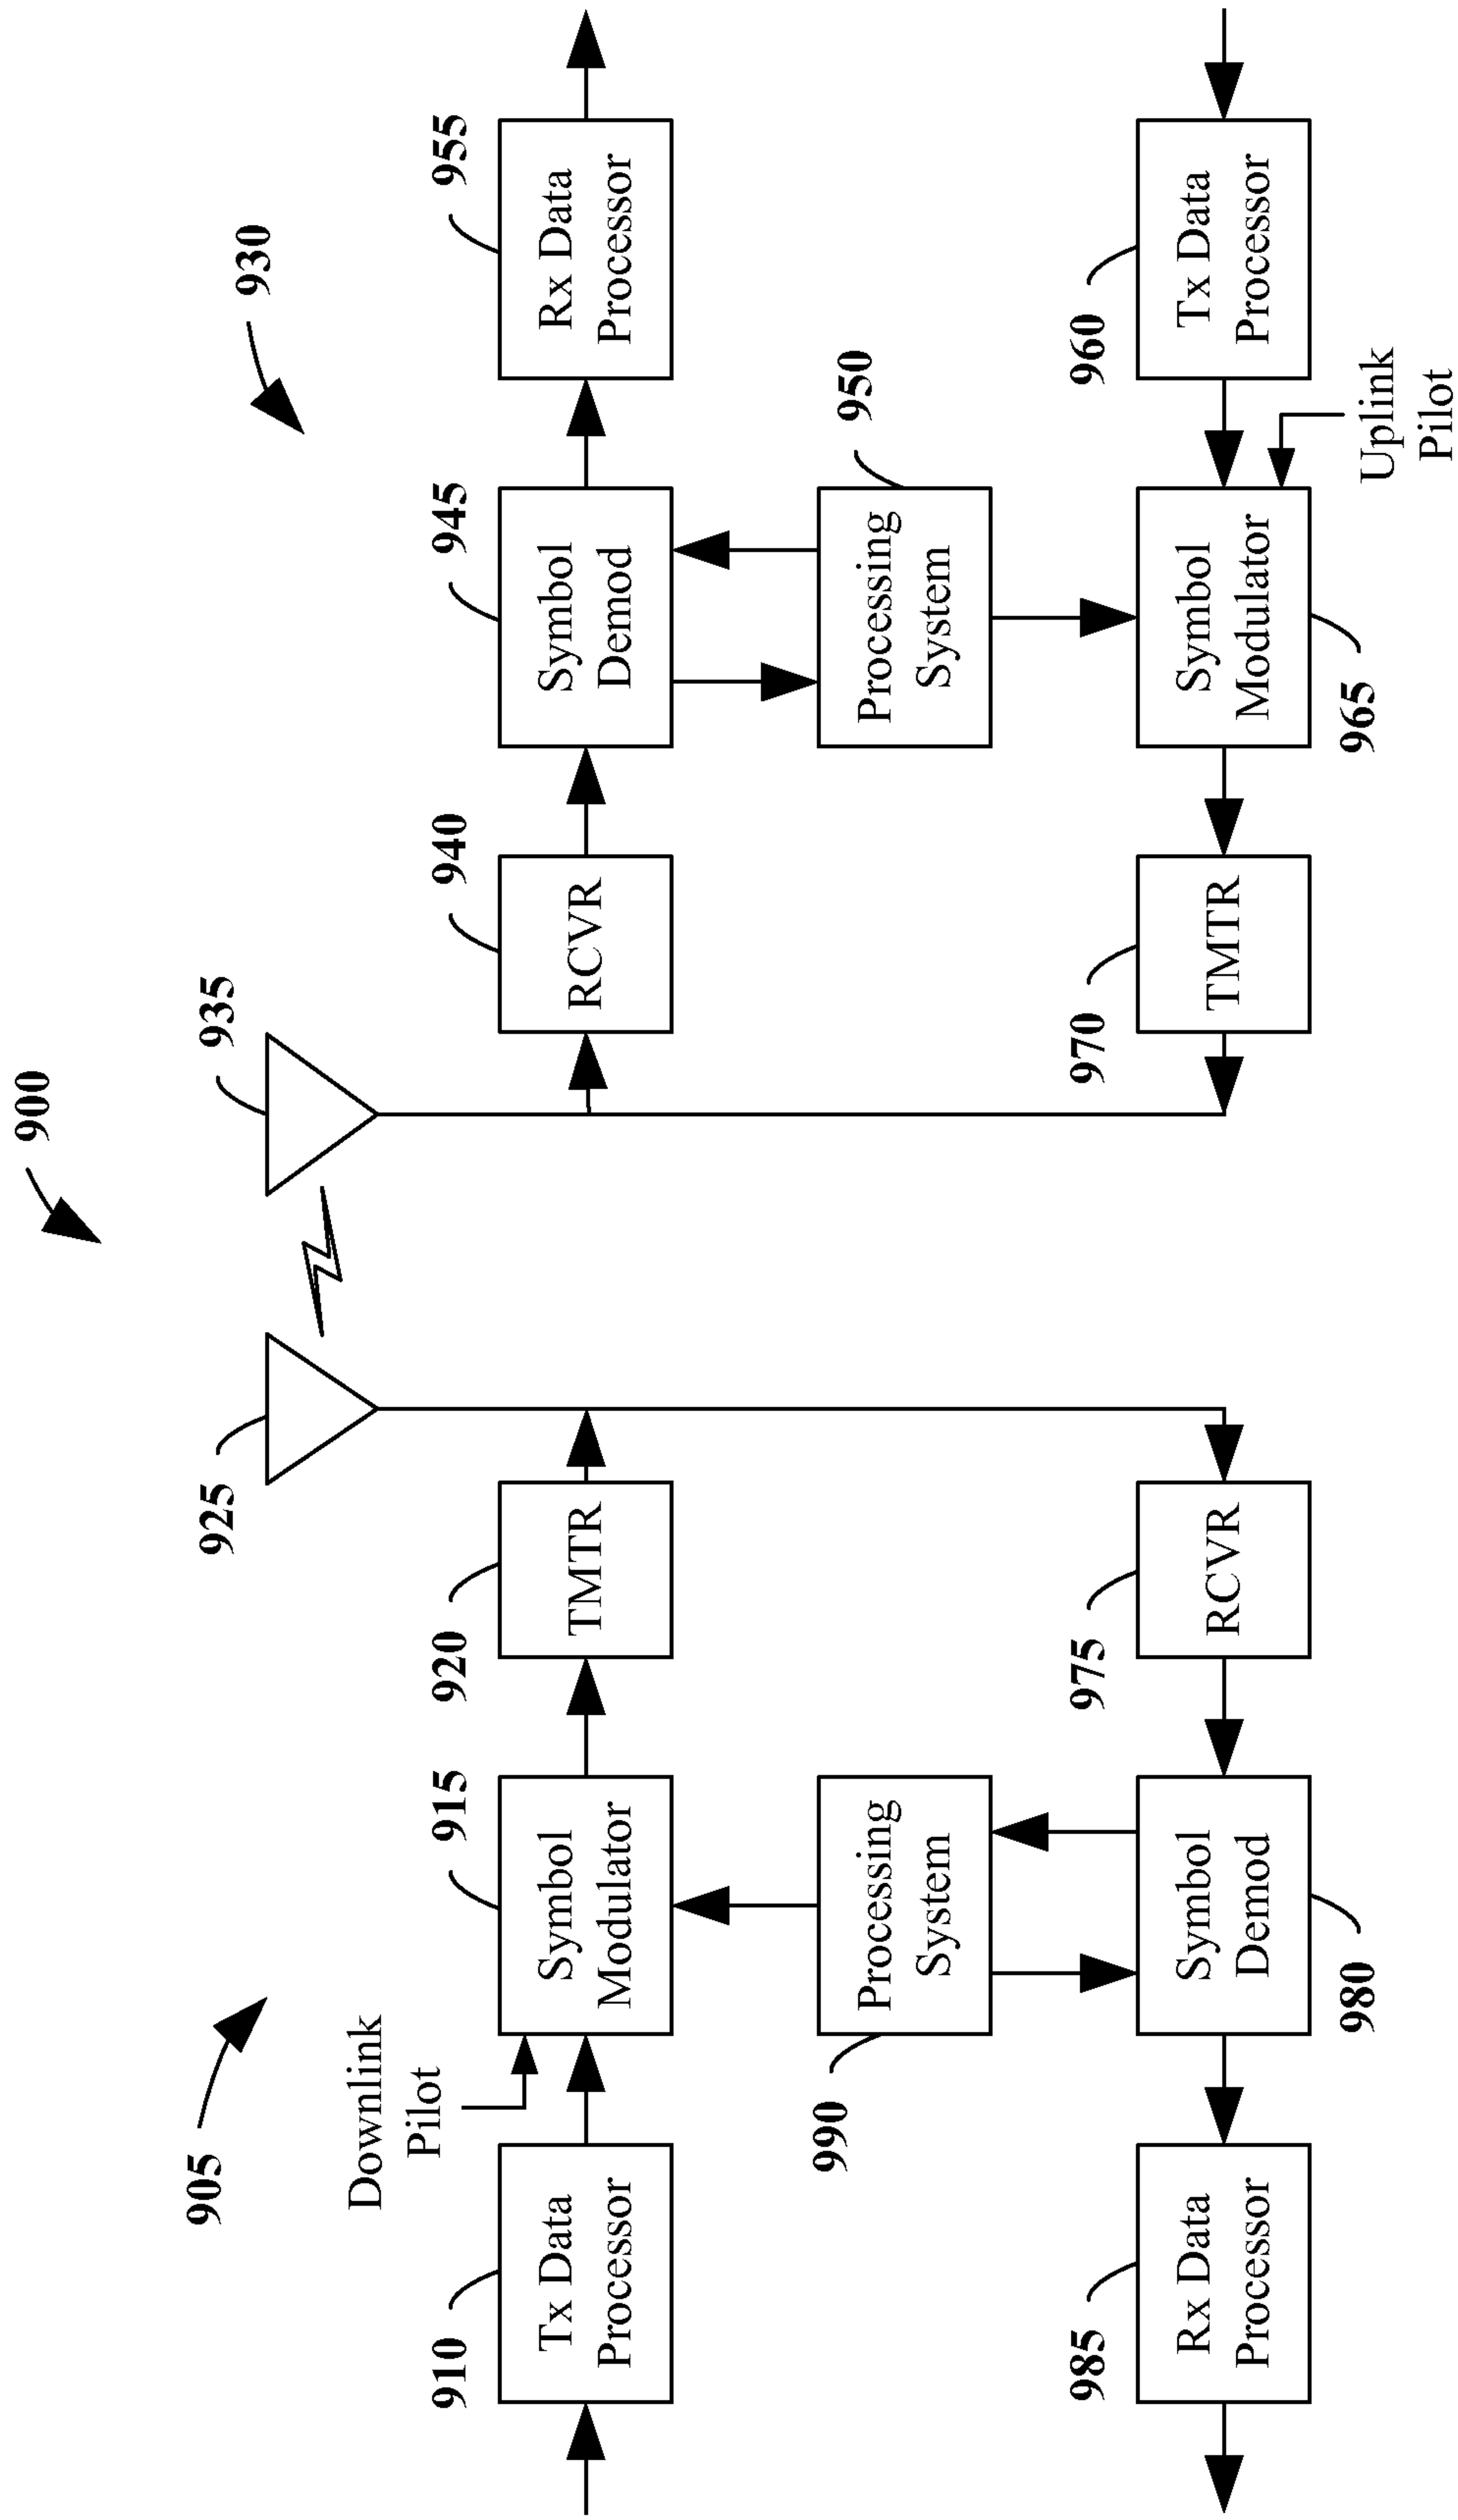 900
905
930
925
935
Downlink
Pilot
910
915
920
940
945
955
Tx Data
Processor
Symbol
Modulator
TMTR
RCVR
Symbol
Demod
Rx Data
Processor
990
950
Processing
System
Processing
System
985
975
970
960
Rx Data
Processor
Symbol
Demod
RCVR
TMTR
Symbol
Modulator
Tx Data
Processor
980
965
Uplink
Pilot